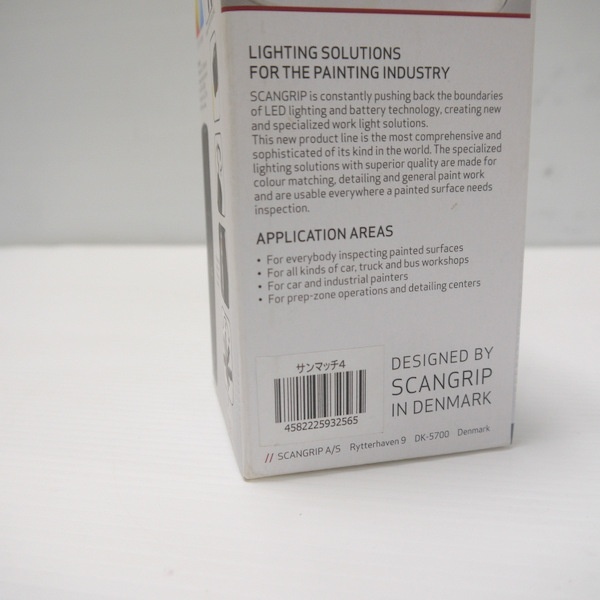 LIGHTING SOLUTIONS
FOR THE PAINTING INDUSTRY
SCANGRIP is constantly pushing back the boundaries
of LED lighting and battery technology, creating new
and specialized work light solutions.
This new product line is the most comprehensive and
sophisticated of its kind in the world. The specialized
lighting solutions with superior quality are made for
colour matching, detailing and general paint work
and are usable everywhere a painted surface needs
inspection.
APPLICATION AREAS
• For everybody inspecting painted surfaces
• For all kinds of car, truck and bus workshops
• For car and industrial painters
• For prep-zone operations and detailing centers
サンマッチ4
4582225932565
DESIGNED BY
SCANGRIP
IN DENMARK
// SCANGRIP A/S Rytterhaven 9 DK-5700 Denmark